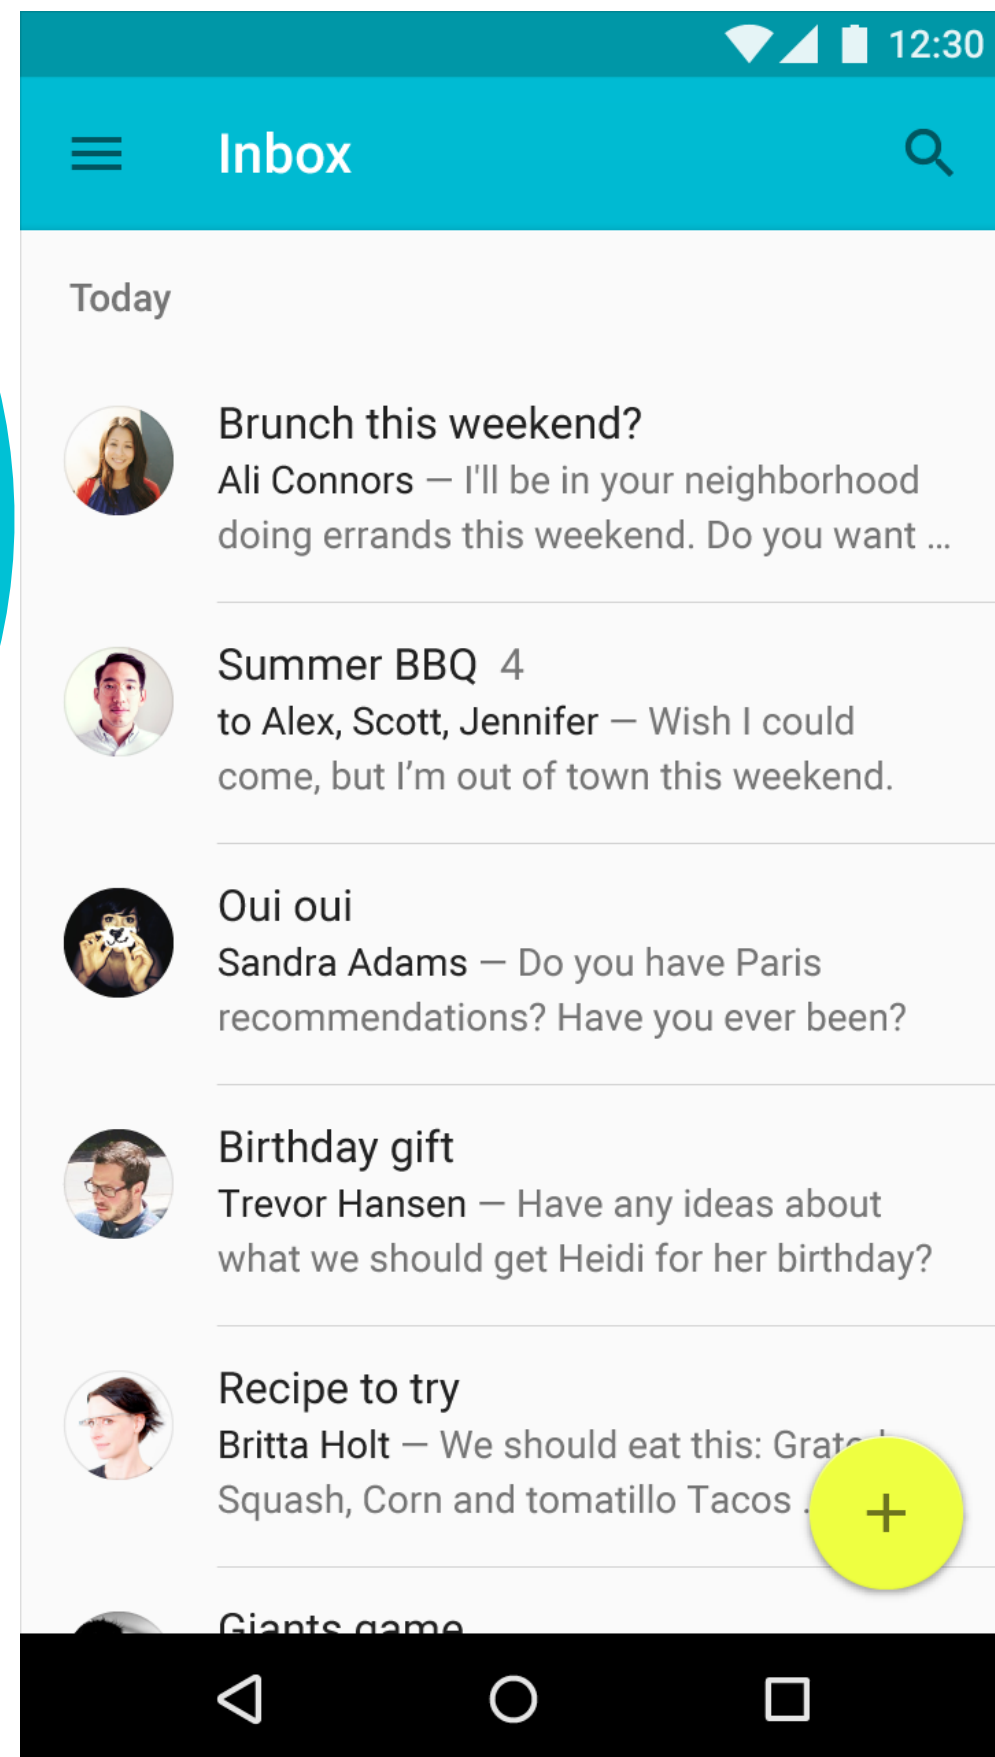 12:30
Inbox
Today
Brunch this weekend?
Ali Connors — I'll be in your neighborhood
doing errands this weekend. Do you want ...
Summer BBQ 4
to Alex, Scott, Jennifer — Wish I could
come, but I’m out of town this weekend.
Oui oui
Sandra Adams — Do you have Paris
recommendations? Have you ever been?
Birthday gift
Trevor Hansen — Have any ideas about
what we should get Heidi for her birthday?
Recipe to try
Britta Holt — We should eat this:
Squash, Corn and tomatillo Tacos
Giants game